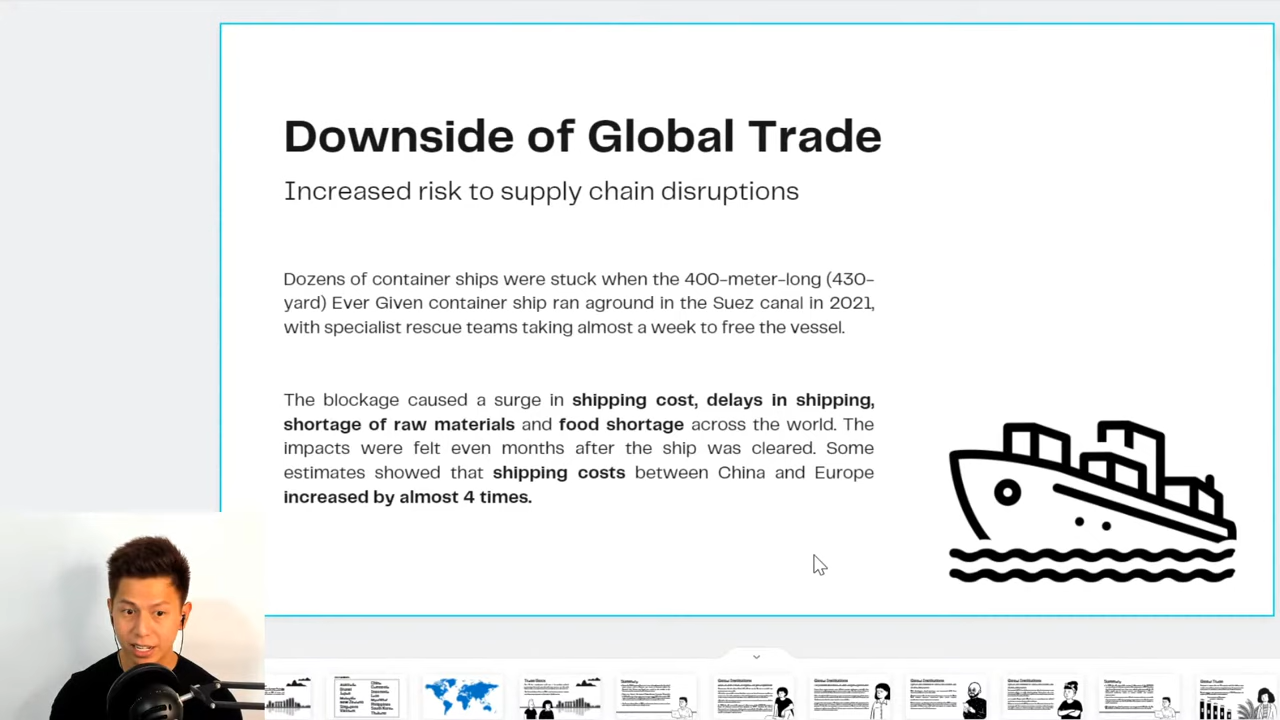 Downside of Global Trade
Increased risk to supply chain disruptions
Dozens of container ships were stuck when the 400-meter-long (430-
yard) Ever Given container ship ran aground in the Suez canal in 2021,
with specialist rescue teams taking almost a week to free the vessel.
The blockage caused a surge in shipping cost, delays in shipping,
shortage of raw materials and food shortage across the world. The
impacts were felt even months after the ship was cleared. Some
estimates showed that shipping costs between China and Europe
increased by almost 4 times.